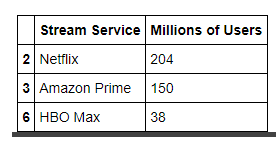 Stream Service Millions of Users
2 Netflix 204
3 Amazon Prime 150
6 HBO Max 38